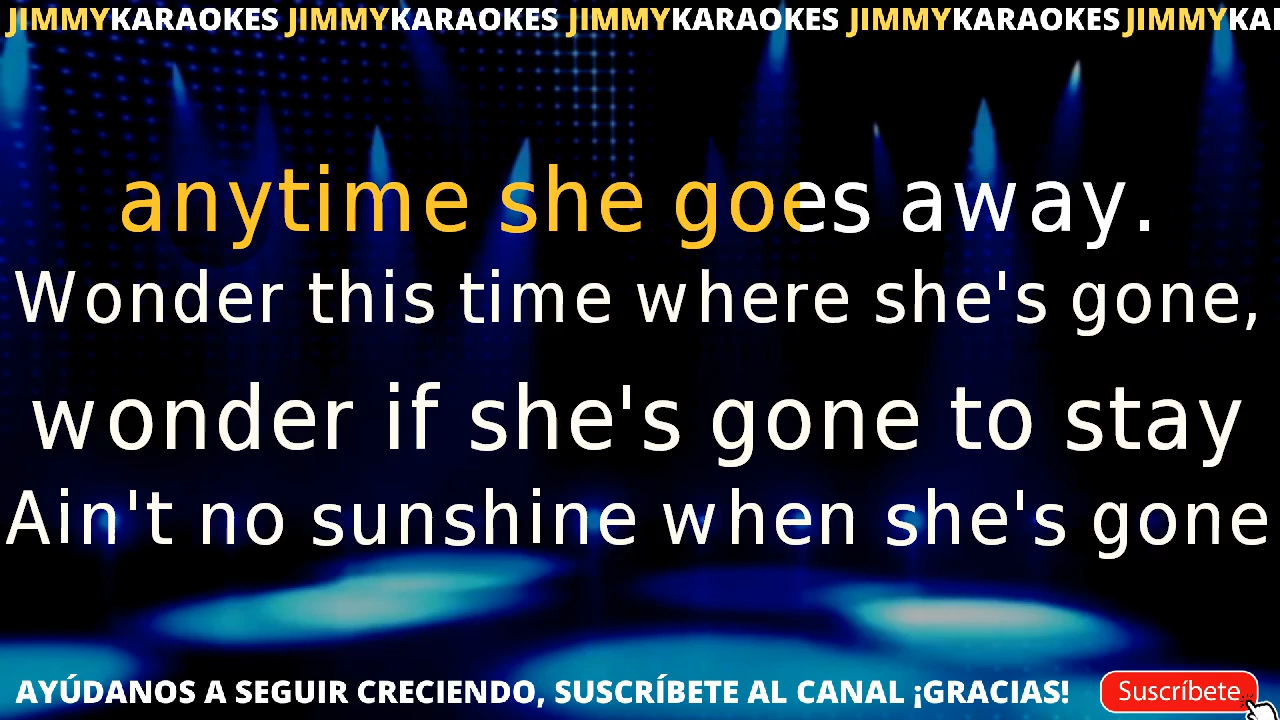 JIMMYKARAOKES JIMMYKARAOKES JIMMYKARAOKES JIMMYKARAOKES JIMMYKA
anytime she goes away.
Wonder this time where she's gone,
wonder if she's gone to stay
Ain't no sunshine when she's gone
AYÚDANOS A SEGUIR CRECIENDO, SUSCRÍBETE AL CANAL ¡GRACIAS! Suscríbete